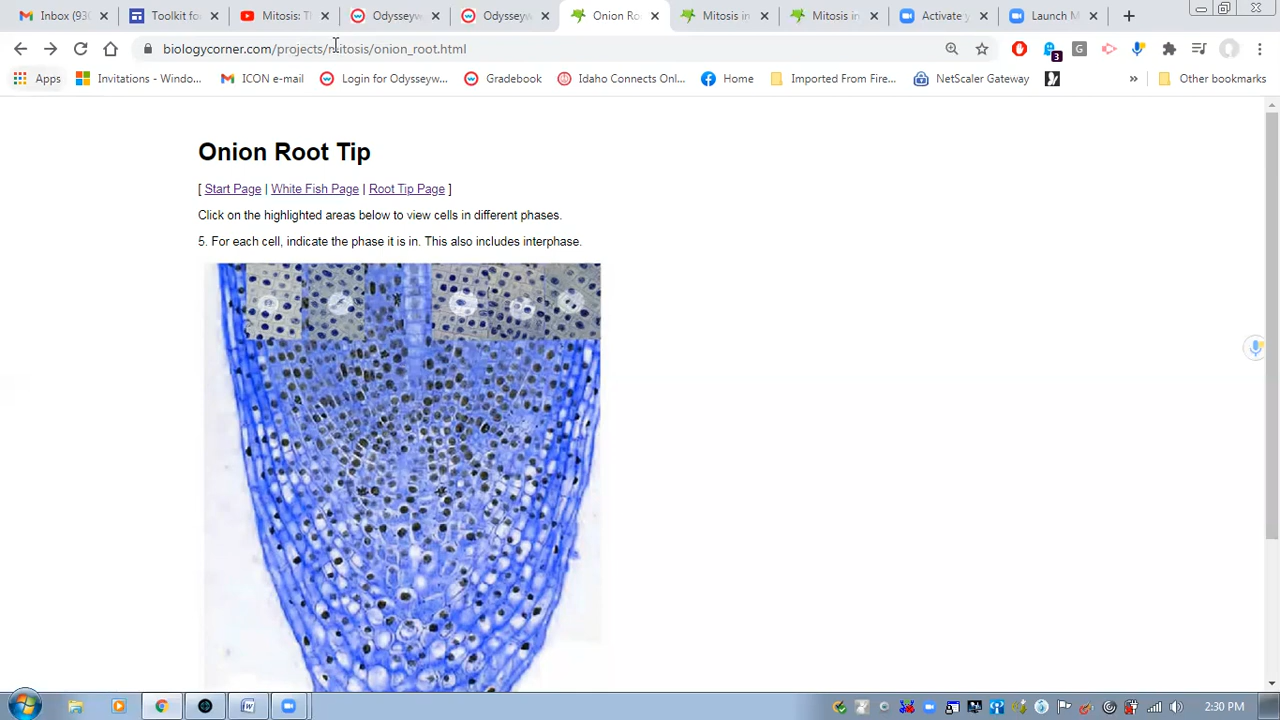 Inbox (93
Toolkit fo
Mitosis: T
Odysseyw
Odysseyw
Onion Ro
Mitosis in
Mitosis in
Activate y
Launch M
biologycorner.com/projects/mitosis/onion_root.html
3
Apps
Invitations - Windo...
ICON e-mail
Login for Odysseyw...
Gradebook
Idaho Connects Onl...
Home
Imported From Fire...
NetScaler Gateway
»
Other bookmarks
Onion Root Tip
[ Start Page | White Fish Page | Root Tip Page ]
Click on the highlighted areas below to view cells in different phases.
5. For each cell, indicate the phase it is in. This also includes interphase.
2:30 PM